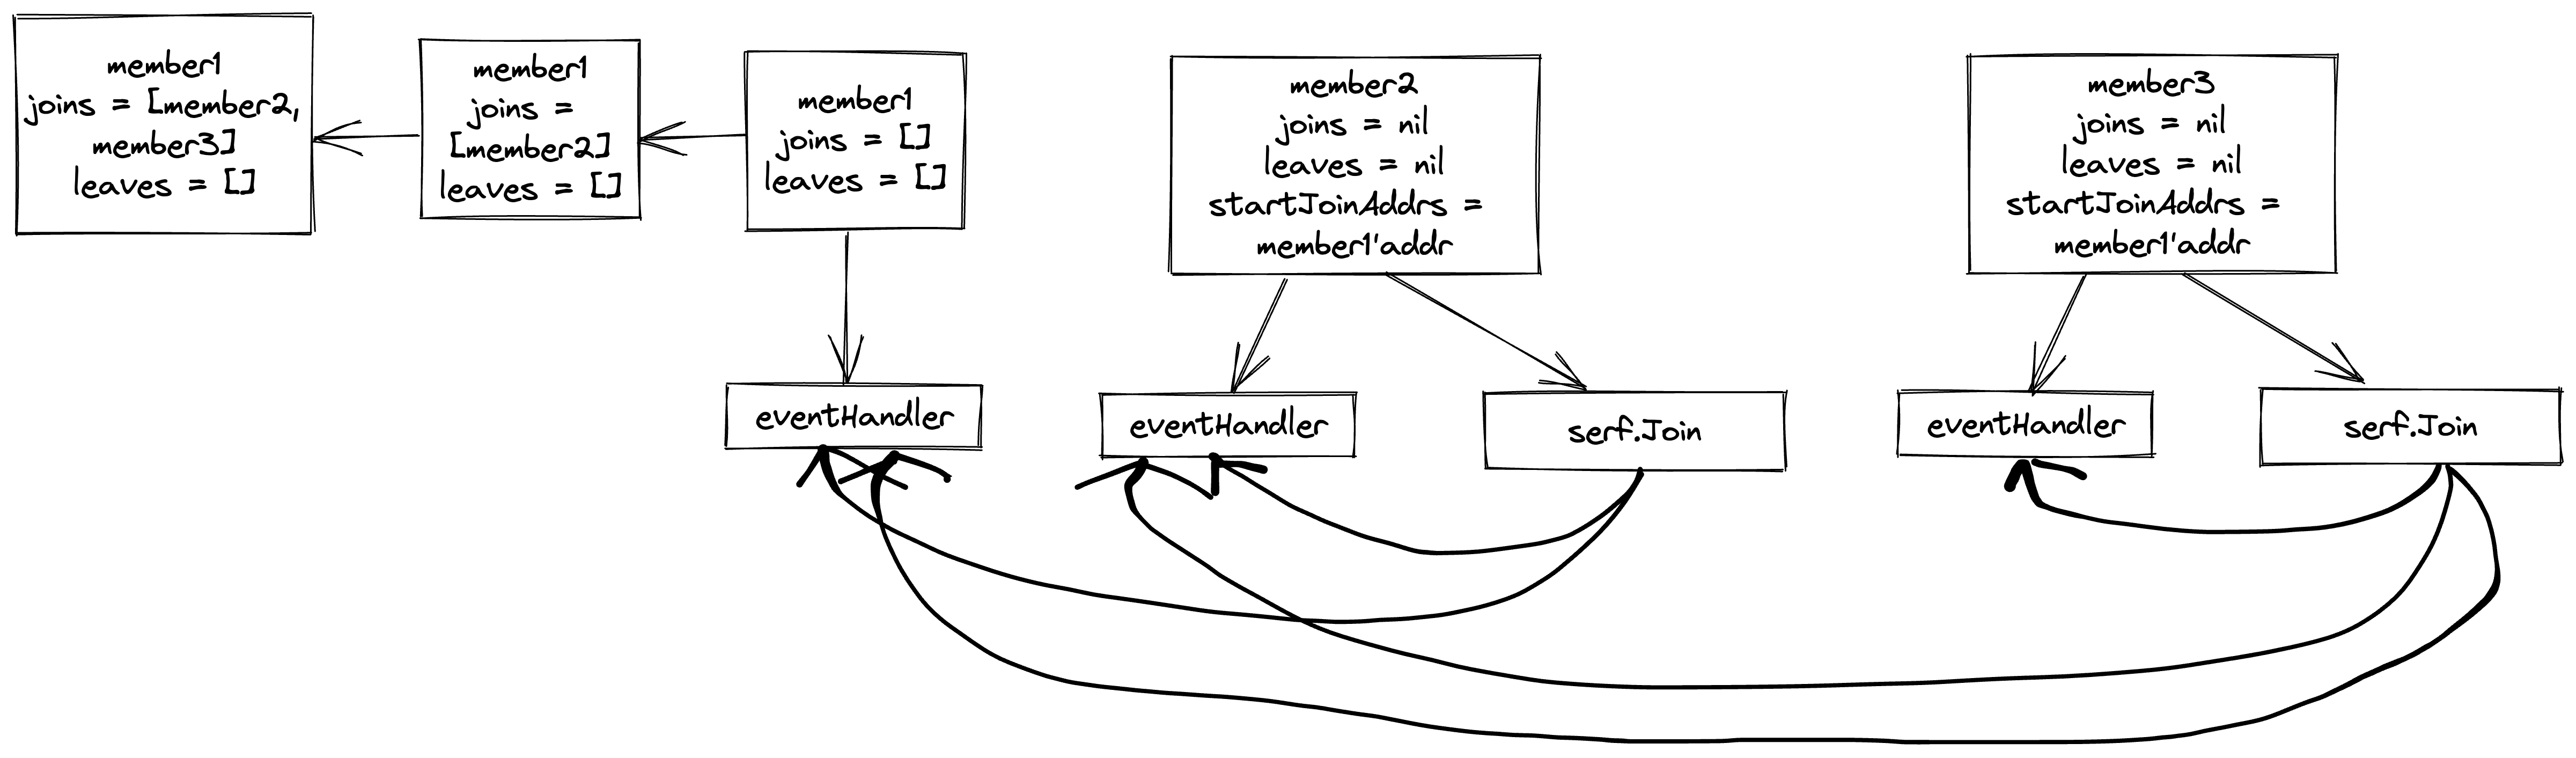 member1
joins = [member2,
member3]
leaves = []
member1
joins =
[member2]
leaves = []
member1
joins = []
leaves = []
member2
joins = nil
leaves = nil
startJoinAddrs =
member1'addr
member3
joins = nil
leaves = nil
startJoinAddrs =
member1'addr
eventHandler
eventHandler
serf.Join
eventHandler
serf.Join